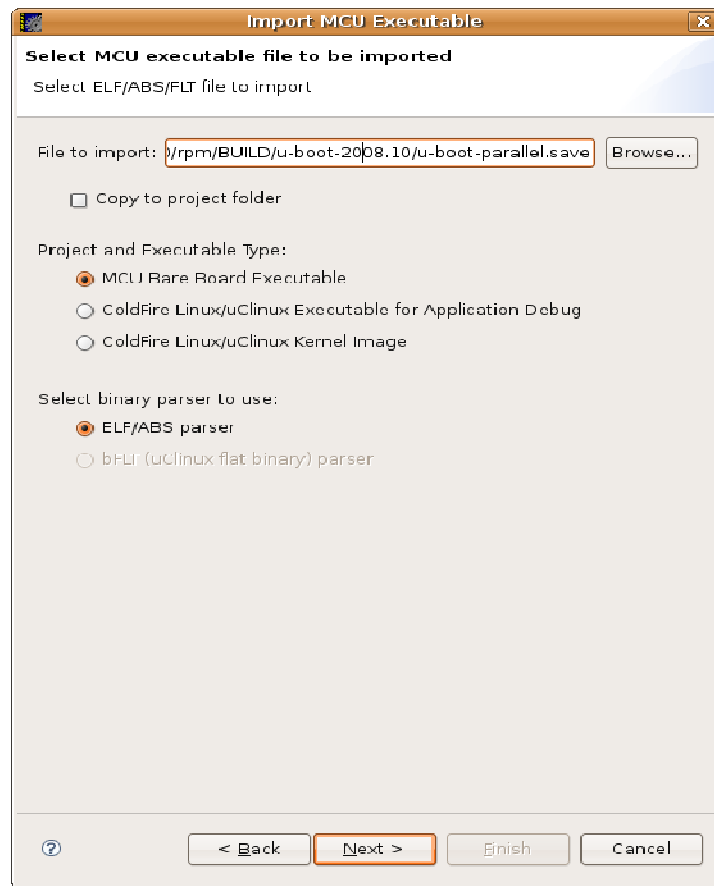 Import MCU Executable
Select MCU executable file to be imported
Select ELF/ABS/FLT file to import
File to import: )/rpm/BUILD/u-boot-2008.10/u-boot-parallel.save Browse...
Copy to project folder
Project and Executable Type:
MCU Bare Board Executable
ColdFire Linux/uClinux Executable for Application Debug
ColdFire Linux/uClinux Kernel Image
Select binary parser to use:
ELF/ABS parser
bFLT (uClinux flat binary) parser
< Back Next > Finish Cancel